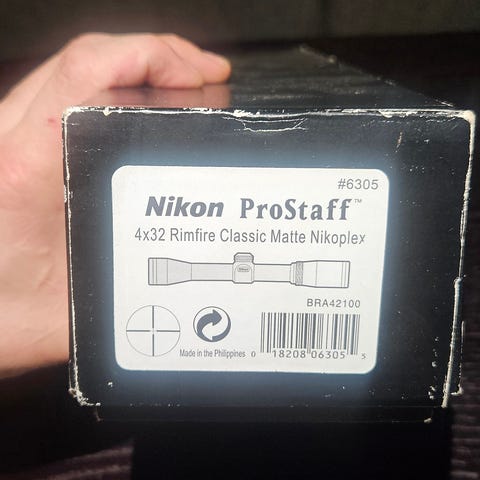 #6305
Nikon ProStaff™
4x32 Rimfire Classic Matte Nikoplex
BRA42100
Made in the Philippines
0 18208 06305 5